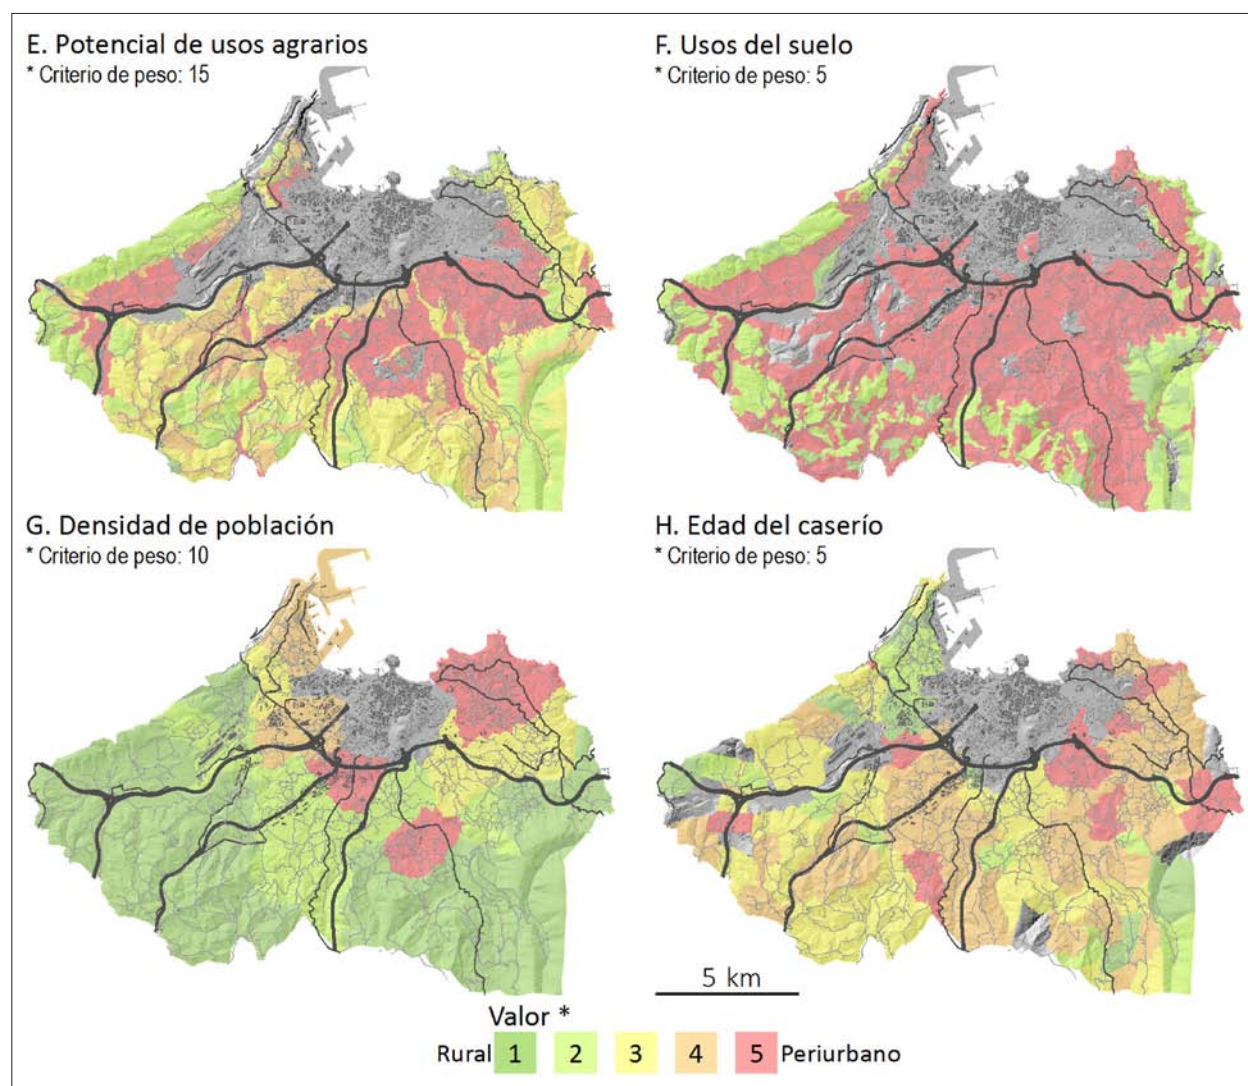 E. Potencial de usos agrarios
* Criterio de peso: 15
F. Usos del suelo
* Criterio de peso: 5
G. Densidad de población
* Criterio de peso: 10
H. Edad del caserío
* Criterio de peso: 5
5 km
Valor *
Rural 1 2 3 4 5 Periurbano